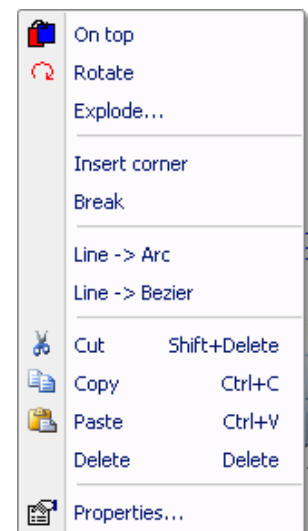 On top
Rotate
Explode...
Insert corner
Break
Line -> Arc
Line -> Bezier
Cut Shift+Delete
Copy Ctrl+C
Paste Ctrl+V
Delete Delete
Properties...